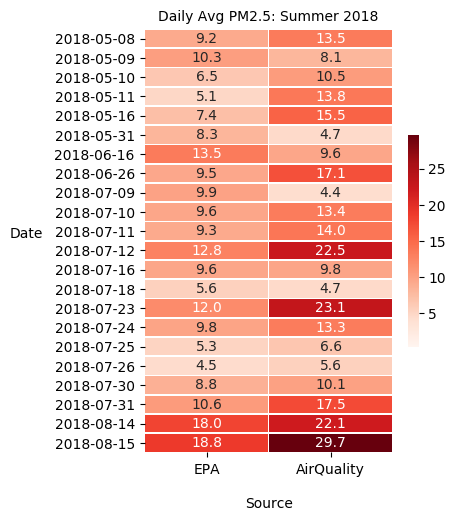 Daily Avg PM2.5: Summer 2018
2018-05-08 9.2 13.5
2018-05-09 10.3 8.1
2018-05-10 6.5 10.5
2018-05-11 5.1 13.8
2018-05-16 7.4 15.5
2018-05-31 8.3 4.7
2018-06-16 13.5 9.6
2018-06-26 9.5 17.1
2018-07-09 9.9 4.4
2018-07-10 9.6 13.4
2018-07-11 9.3 14.0
2018-07-12 12.8 22.5
2018-07-16 9.6 9.8
2018-07-18 5.6 4.7
2018-07-23 12.0 23.1
2018-07-24 9.8 13.3
2018-07-25 5.3 6.6
2018-07-26 4.5 5.6
2018-07-30 8.8 10.1
2018-07-31 10.6 17.5
2018-08-14 18.0 22.1
2018-08-15 18.8 29.7
EPA AirQuality
Source
Date
25
20
15
10
5